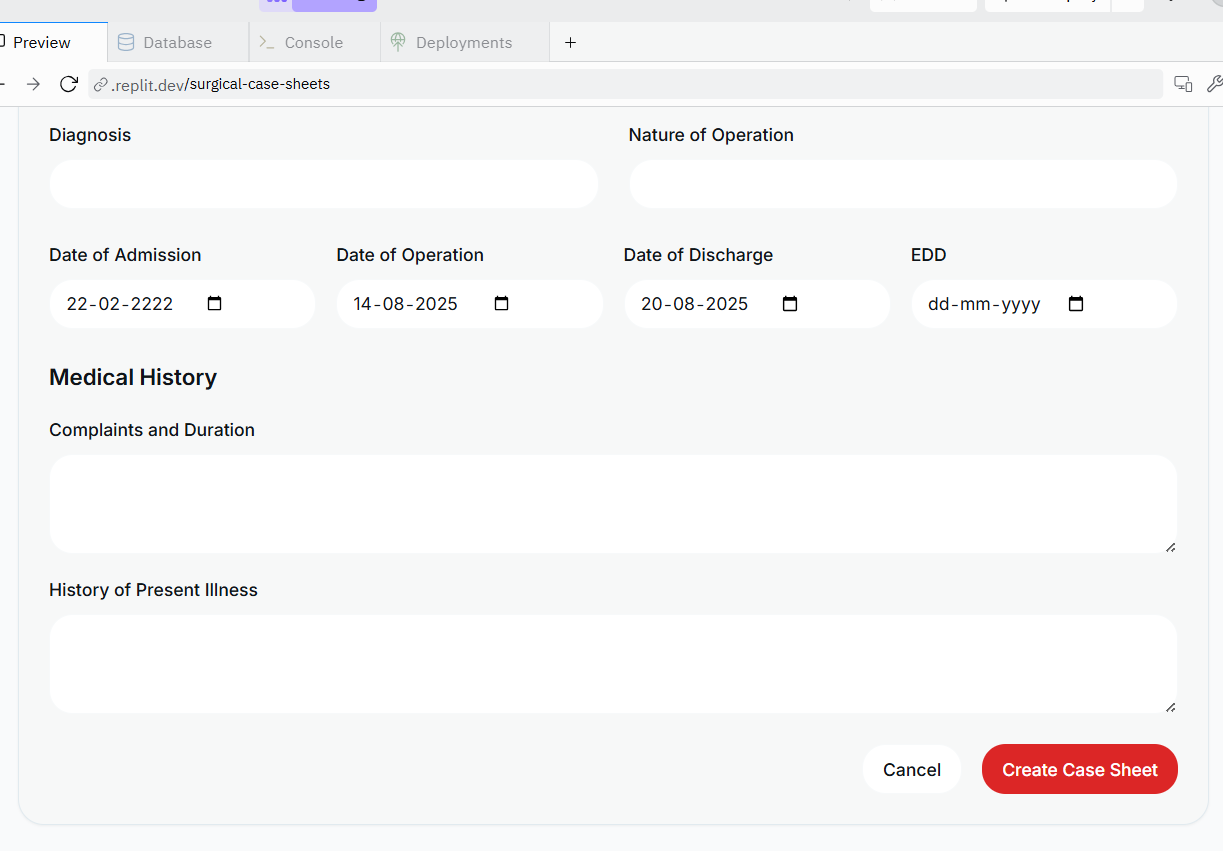 Preview Database Console Deployments
.replit.dev/surgical-case-sheets
Diagnosis Nature of Operation
Date of Admission Date of Operation Date of Discharge EDD
22-02-2222 14-08-2025 20-08-2025 dd-mm-yyyy
Medical History
Complaints and Duration
History of Present Illness
Cancel Create Case Sheet